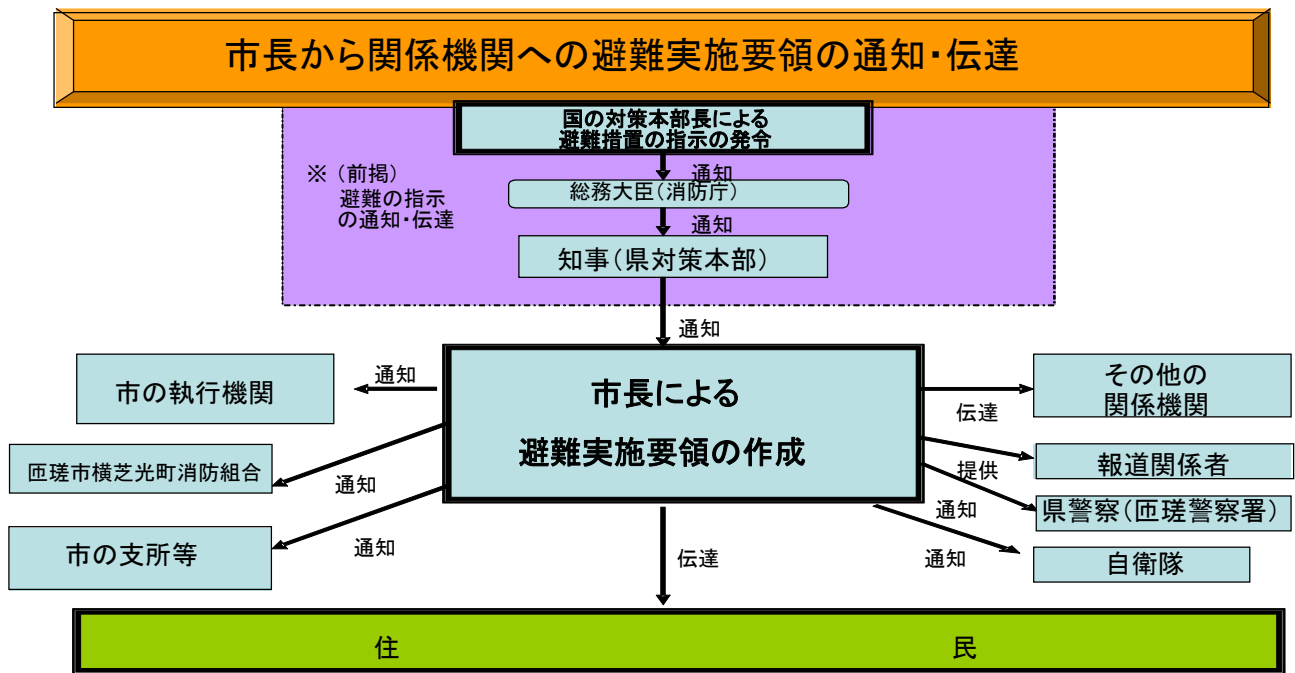 市長から関係機関への避難実施要領の通知・伝達
国の対策本部長による
避難措置の指示の発令
通知
※（前掲）
避難の指示
の通知・伝達
総務大臣（消防庁）
通知
知事（県対策本部）
通知
市の執行機関
通知
市長による
避難実施要領の作成
伝達
その他の
関係機関
匝瑳市横芝光町消防組合
通知
提供
報道関係者
通知
県警察（匝瑳警察署）
市の支所等
通知
伝達
通知
自衛隊
住民